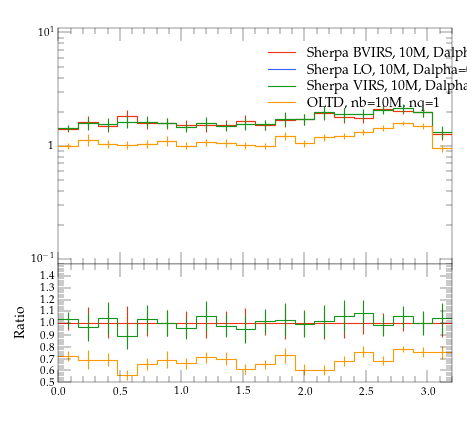 10¹
Sherpa BVIRS, 10M, Dalph
Sherpa LO, 10M, Dalpha=
Sherpa VIRS, 10M, Dalpha
OLTD, nb=10M, nq=1
1
10⁻¹
Ratio
1.4
1.3
1.2
1.1
1.0
0.9
0.8
0.7
0.6
0.5
0.0 0.5 1.0 1.5 2.0 2.5 3.0